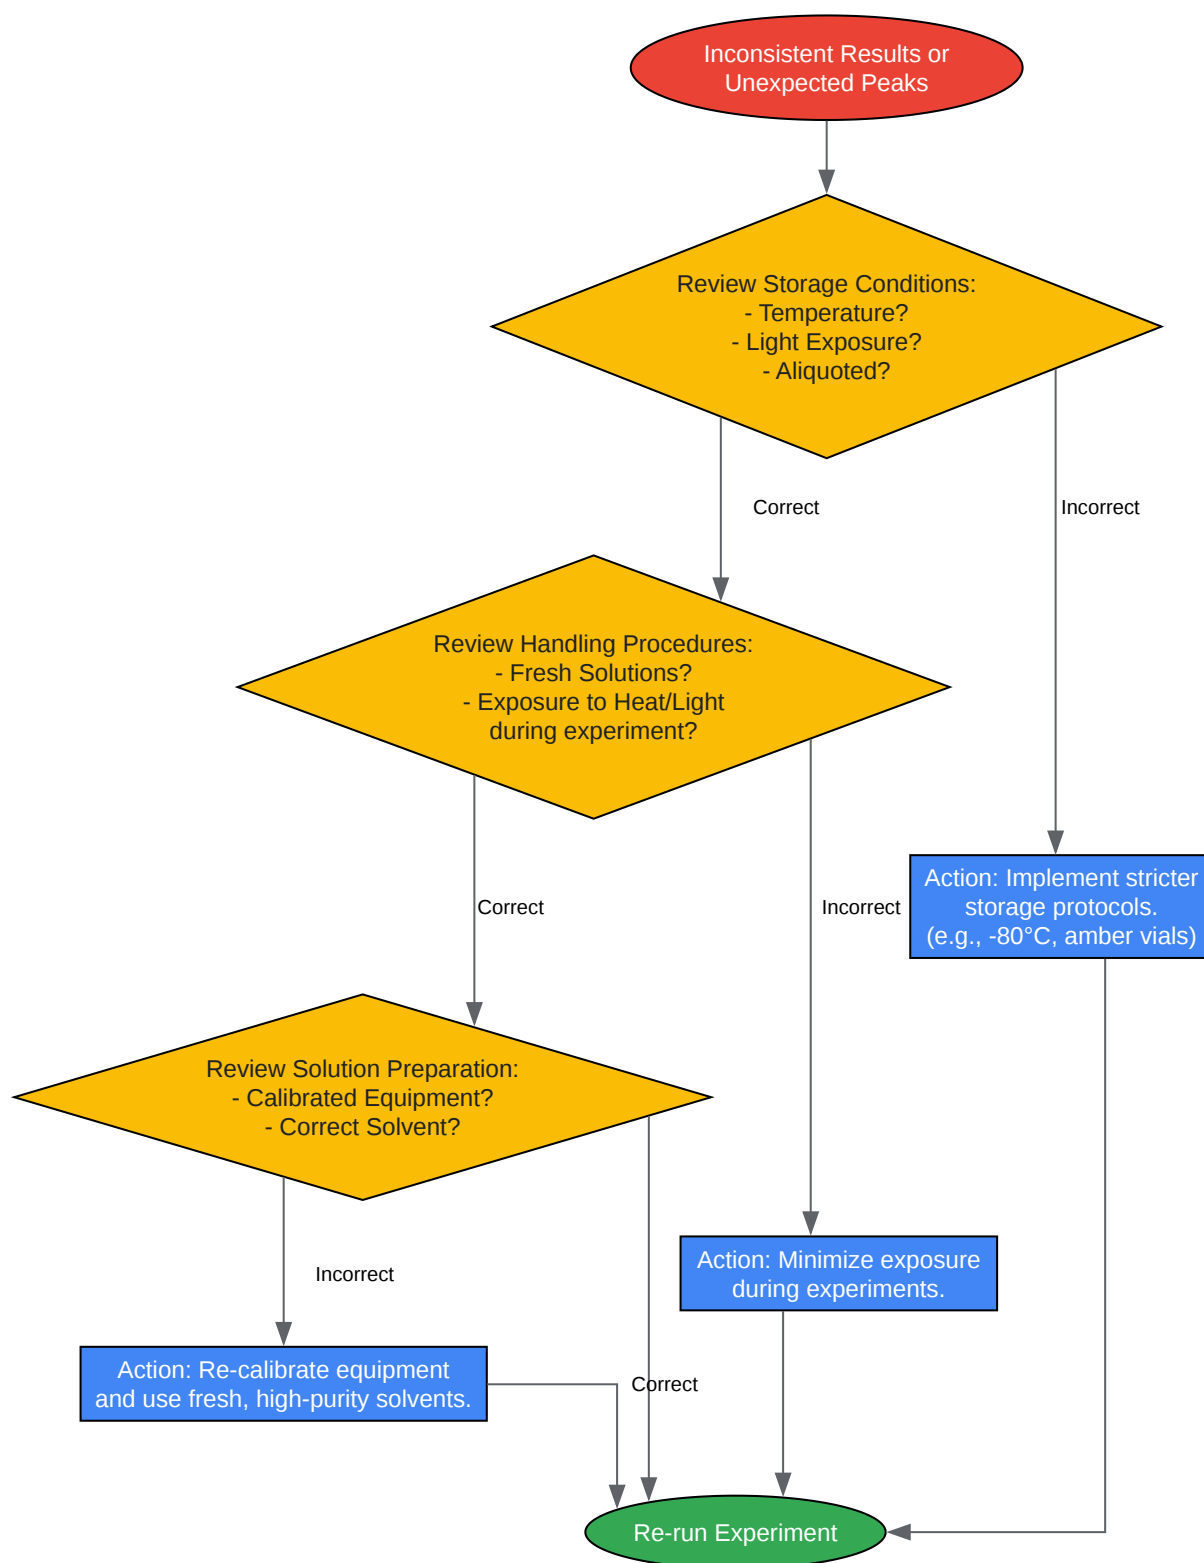 Inconsistent Results or
Unexpected Peaks
Review Storage Conditions:
- Temperature?
- Light Exposure?
- Aliquoted?
Correct
Incorrect
Review Handling Procedures:
- Fresh Solutions?
- Exposure to Heat/Light
during experiment?
Correct
Incorrect
Action: Implement stricter
storage protocols.
(e.g., -80°C, amber vials)
Review Solution Preparation:
- Calibrated Equipment?
- Correct Solvent?
Incorrect
Action: Minimize exposure
during experiments.
Action: Re-calibrate equipment
and use fresh, high-purity solvents.
Correct
Re-run Experiment